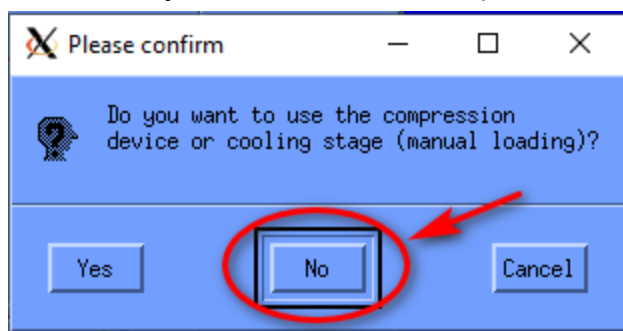 Please confirm
Do you want to use the compression
device or cooling stage (manual loading)?
Yes
No
Cancel